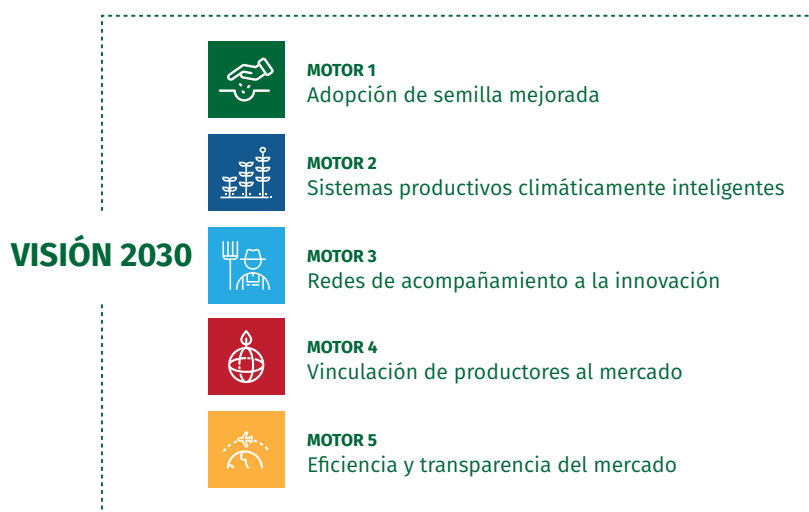 MOTOR 1
Adopción de semilla mejorada
MOTOR 2
Sistemas productivos climáticamente inteligentes
VISIÓN 2030
MOTOR 3
Redes de acompañamiento a la innovación
MOTOR 4
Vinculación de productores al mercado
MOTOR 5
Eficiencia y transparencia del mercado